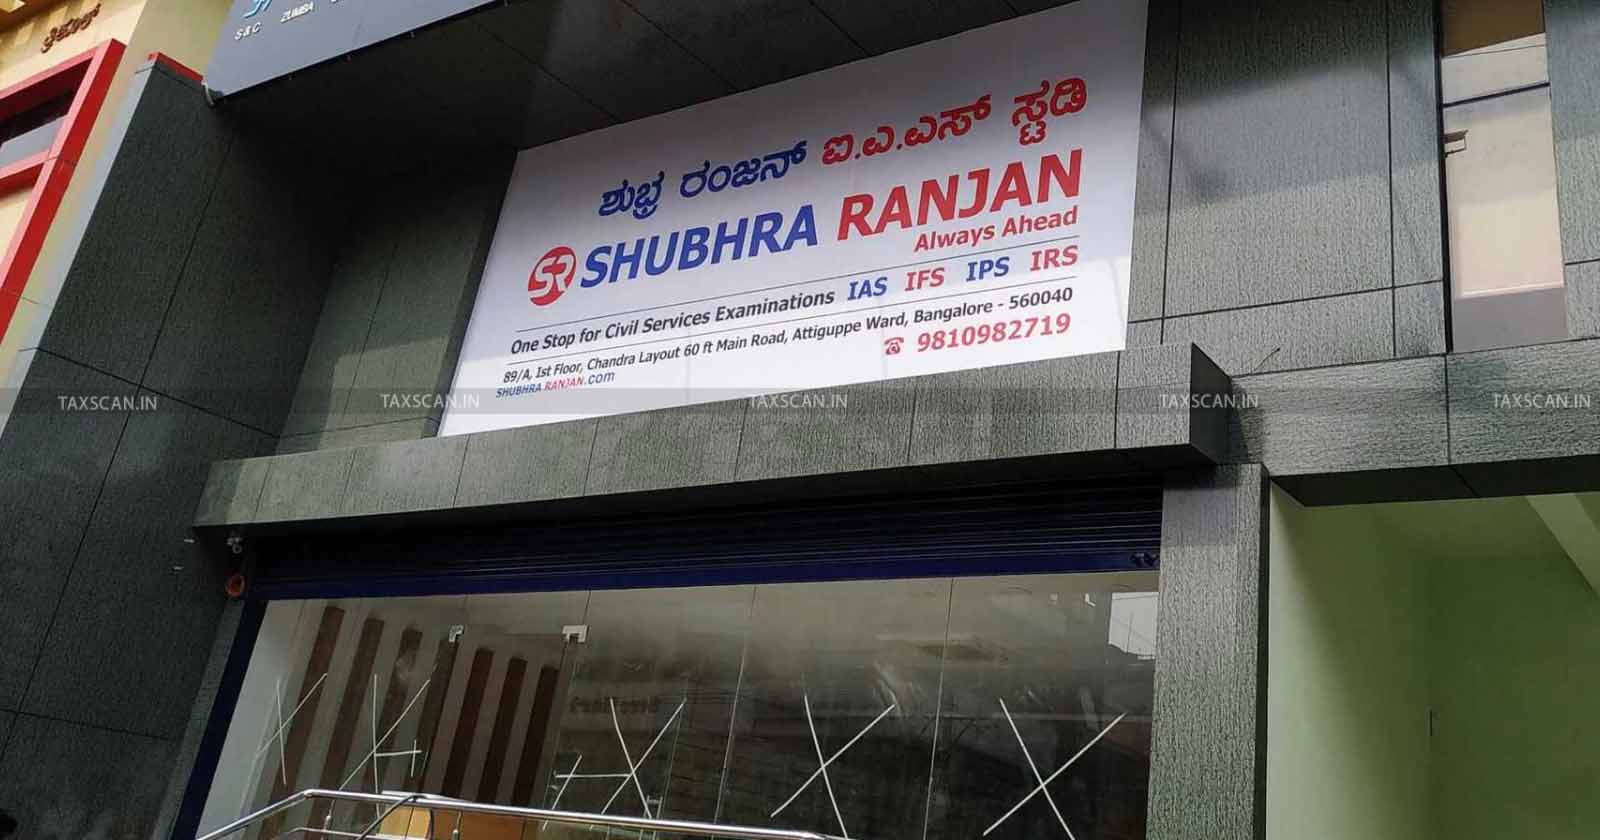 S & C ZUMBA
ಶುಭ್ರ ರಂಜನ್ ಐ.ಎ.ಎಸ್ ಸ್ಟಡಿ
SR SHUBHRA RANJAN
Always Ahead
One Stop for Civil Services Examinations IAS IFS IPS IRS
89/A, Ist Floor, Chandra Layout 60 ft Main Road, Attiguppe Ward, Bangalore - 560040
SHUBHRA RANJAN.com ☎ 9810982719
TAXSCAN.IN TAXSCAN.IN TAXSCAN.IN TAXSCAN.IN TAXSCAN.IN